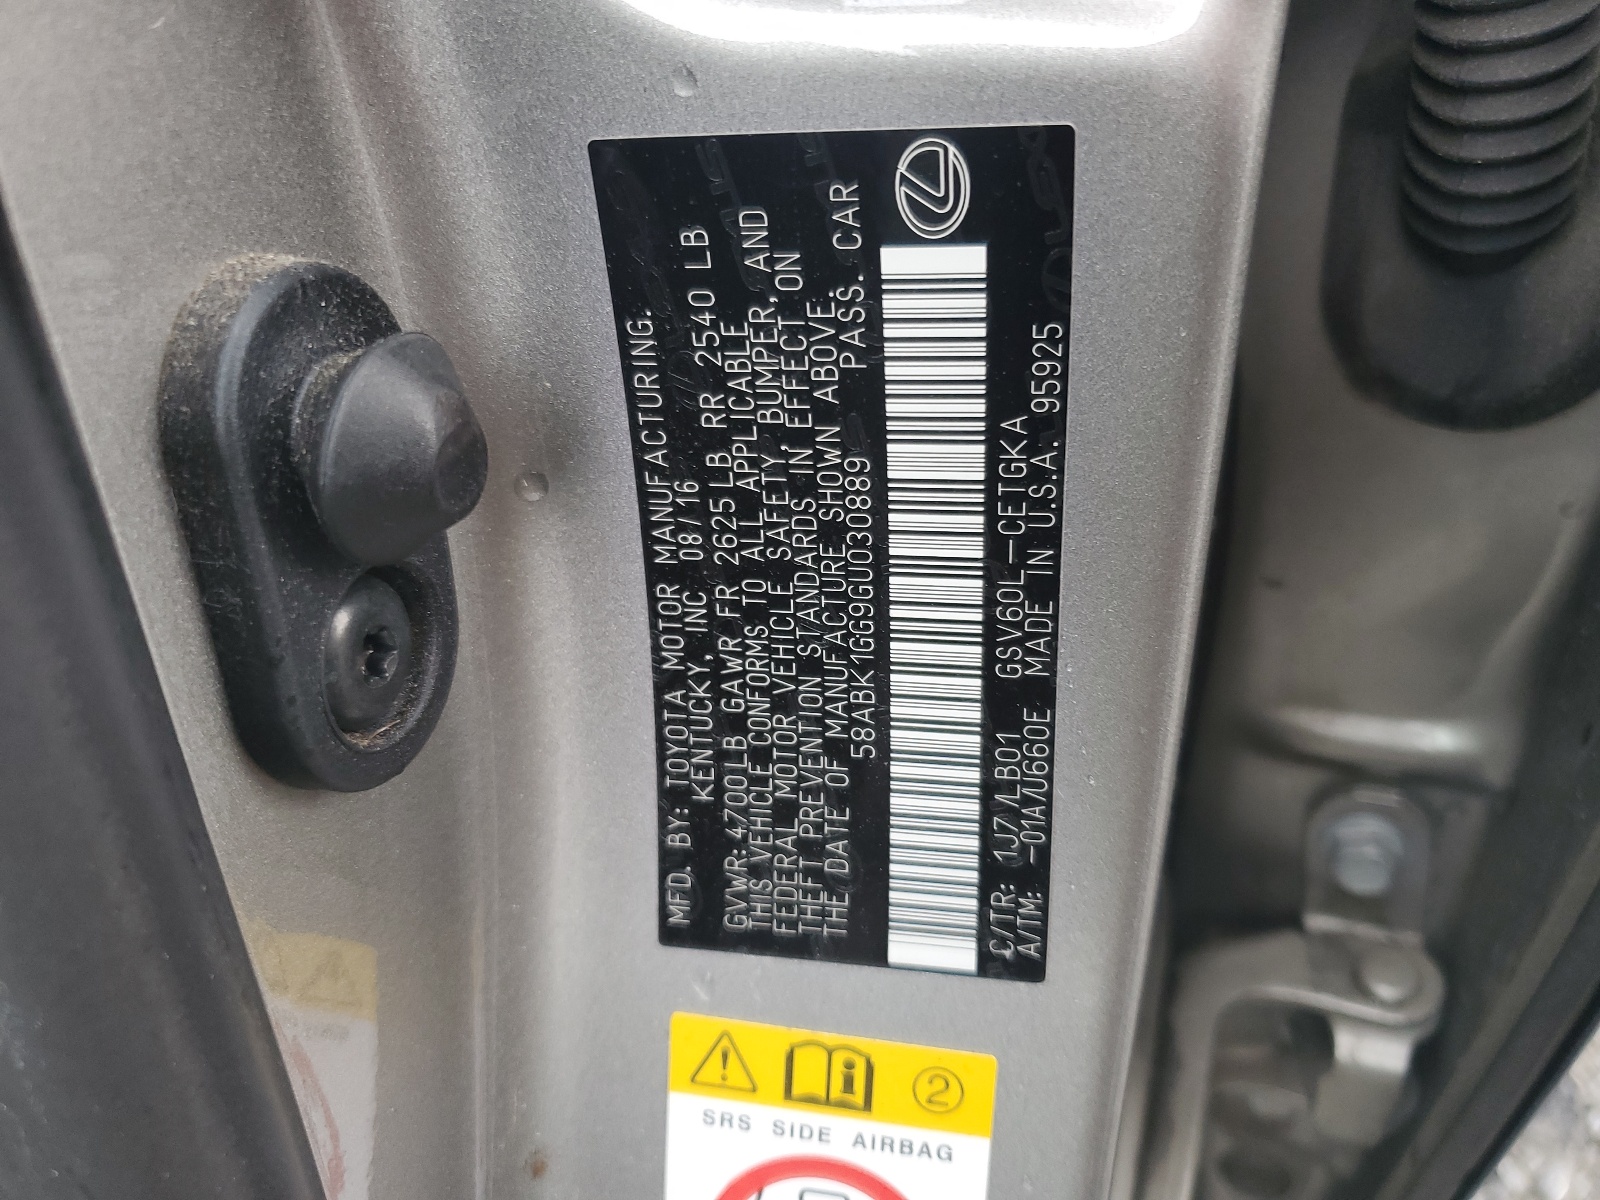 MFD. BY: TOYOTA MOTOR MANUFACTURING.
KENTUCKY, INC 08/16
GVWR: 4700LB GAWR FR 2625LB RR 2540 LB
THIS VEHICLE CONFORMS TO ALL APPLICABLE
FEDERAL MOTOR VEHICLE SAFETY BUMPER, AND
THEFT PREVENTION STANDARDS IN EFFECT ON
THE DATE OF MANUFACTURE SHOWN ABOVE:
58ABK1GG9GU030889 PASS. CAR
C/TR: 1J7/LB01 GSV60L-CETGKA
A/TM: -01A/U660E MADE IN U.S.A. 95925
2
SRS SIDE AIRBAG